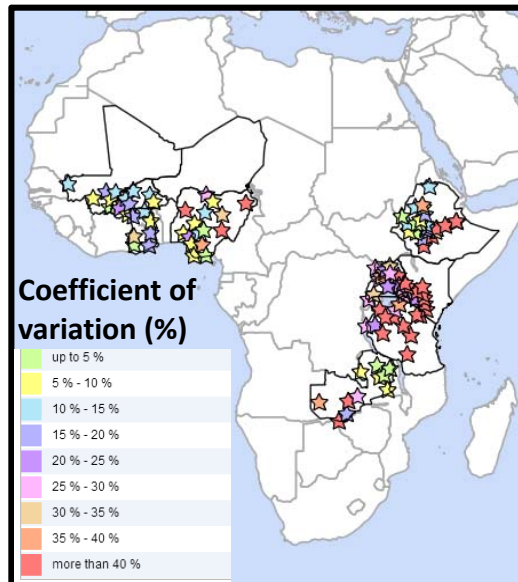 Coefficient of
variation (%)
up to 5 %
5 % - 10 %
10 % - 15 %
15 % - 20 %
20 % - 25 %
25 % - 30 %
30 % - 35 %
35 % - 40 %
more than 40 %